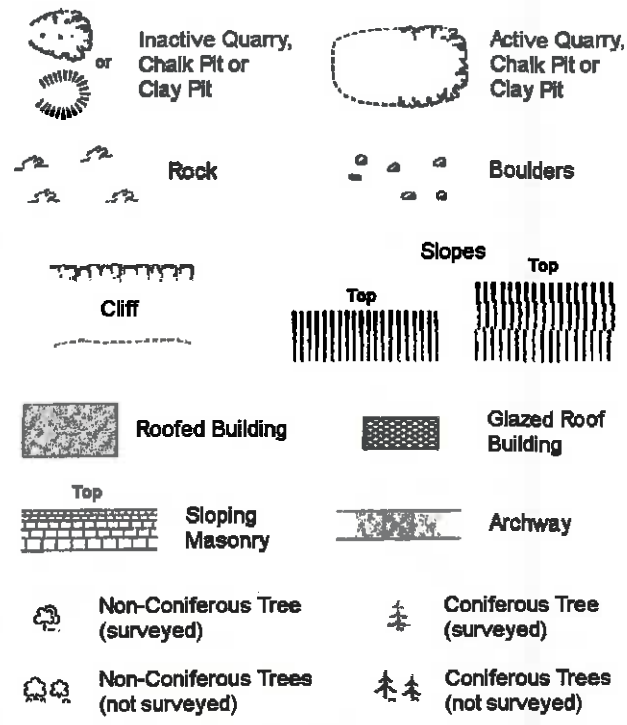 or
Inactive Quarry,
Chalk Pit or
Clay Pit
Active Quarry,
Chalk Pit or
Clay Pit
Rock
Boulders
Cliff
Slopes
Top
Top
Roofed Building
Glazed Roof
Building
Top
Sloping
Masonry
Archway
Non-Coniferous Tree
(surveyed)
Coniferous Tree
(surveyed)
Non-Coniferous Trees
(not surveyed)
Coniferous Trees
(not surveyed)